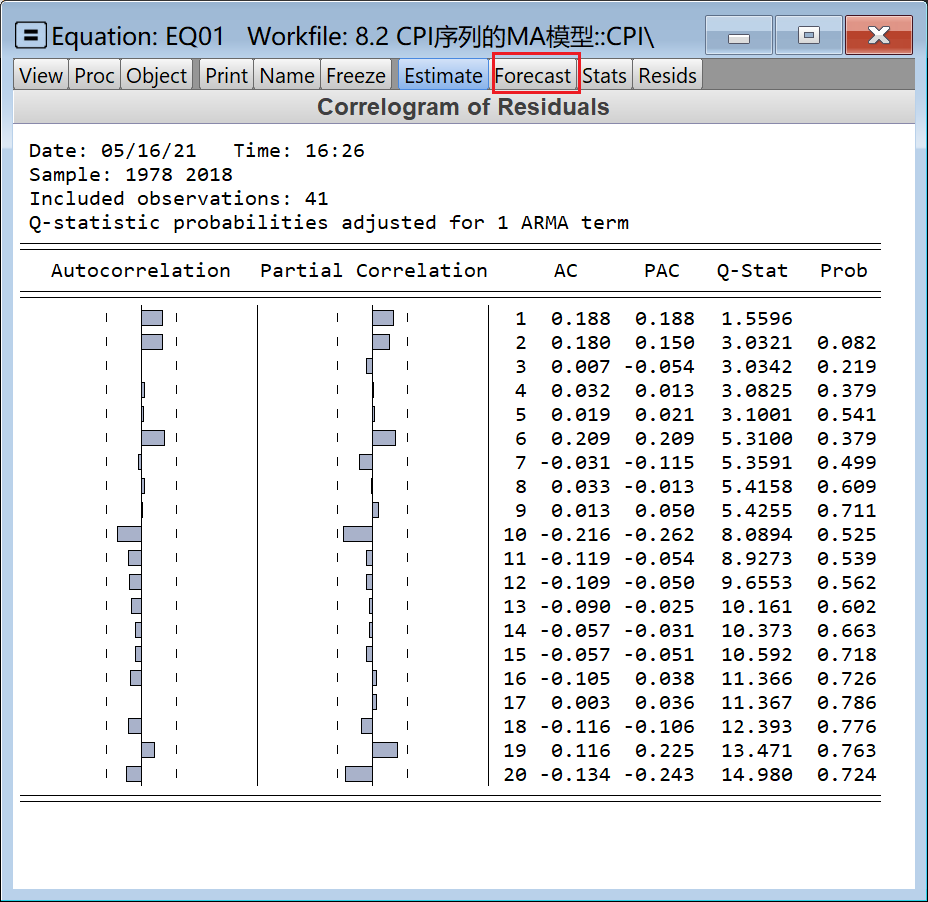 Equation: EQ01 Workfile: 8.2 CPI序列的MA模型::CPI\
View Proc Object Print Name Freeze Estimate Forecast Stats Resids
Correlogram of Residuals
Date: 05/16/21 Time: 16:26
Sample: 1978 2018
Included observations: 41
Q-statistic probabilities adjusted for 1 ARMA term
Autocorrelation Partial Correlation AC PAC Q-Stat Prob
1 0.188 0.188 1.5596
2 0.180 0.150 3.0321 0.082
3 0.007 -0.054 3.0342 0.219
4 0.032 0.013 3.0825 0.379
5 0.019 0.021 3.1001 0.541
6 0.209 0.209 5.3100 0.379
7 -0.031 -0.115 5.3591 0.499
8 0.033 -0.013 5.4158 0.609
9 0.013 0.050 5.4255 0.711
10 -0.216 -0.262 8.0894 0.525
11 -0.119 -0.054 8.9273 0.539
12 -0.109 -0.050 9.6553 0.562
13 -0.090 -0.025 10.161 0.602
14 -0.057 -0.031 10.373 0.663
15 -0.057 -0.051 10.592 0.718
16 -0.105 0.038 11.366 0.726
17 0.003 0.036 11.367 0.786
18 -0.116 -0.106 12.393 0.776
19 0.116 0.225 13.471 0.763
20 -0.134 -0.243 14.980 0.724